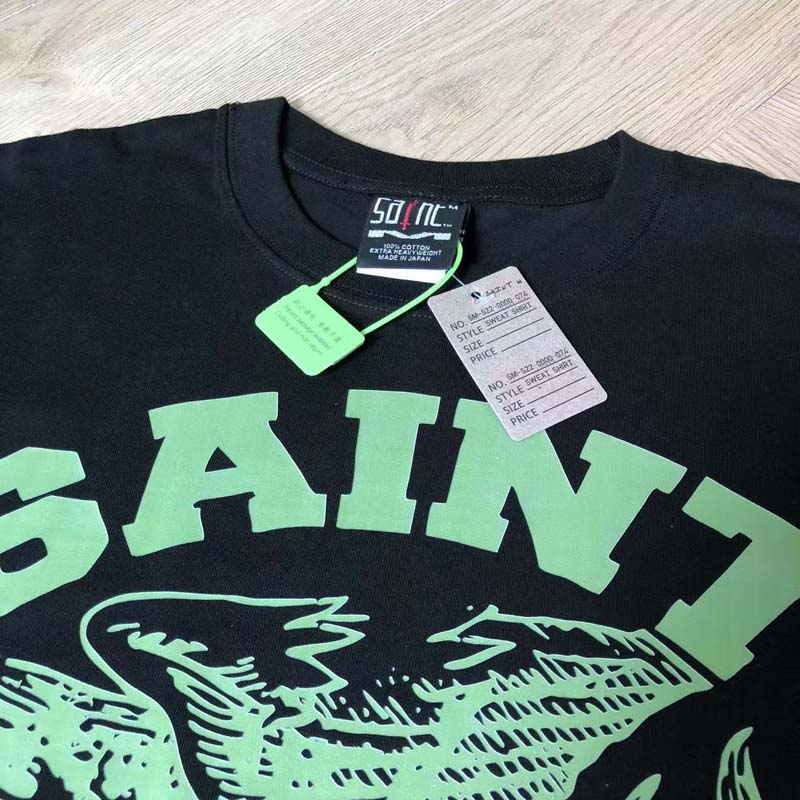 saint M
100% COTTON
EXTRA HEAVYWEIGHT
MADE IN JAPAN
SAINT M
NO. SM-S22 0000 074
STYLE SWEAT SHIRT
SIZE
PRICE
NO. SM-S22 0000 074
STYLE SWEAT SHIRT
SIZE
PRICE
SAINT